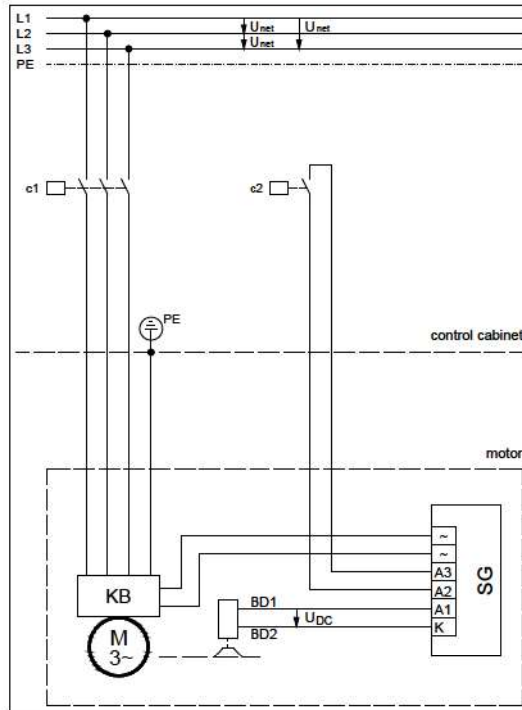 L1
Unet Unet
L2
Unet
L3
PE
c1
c2
PE
control cabinet
motor
~
~
A3
A2
A1
K
SG
KB
BD1
UDC
BD2
M
3~